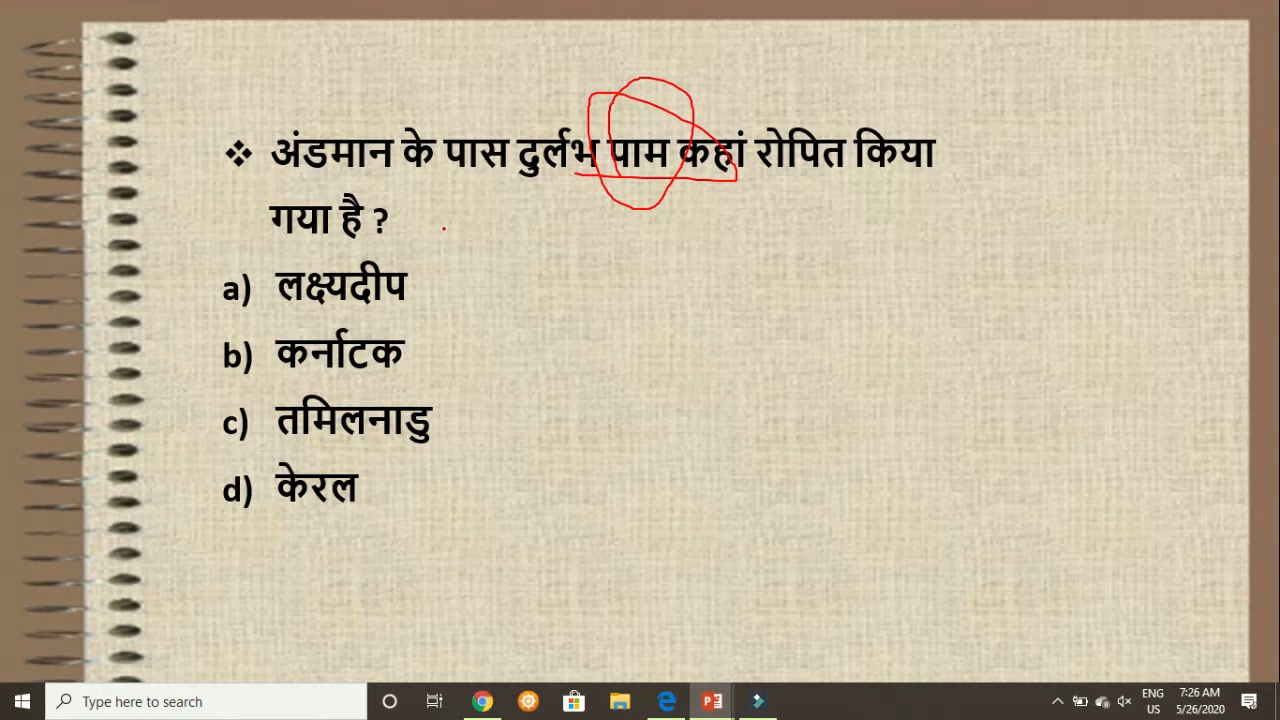 ❖ अंडमान के पास दुर्लभ पाम कहां रोपित किया
गया है ?
a) लक्ष्यदीप
b) कर्नाटक
c) तमिलनाडु
d) केरल
Type here to search
ENG
US
7:26 AM
5/26/2020